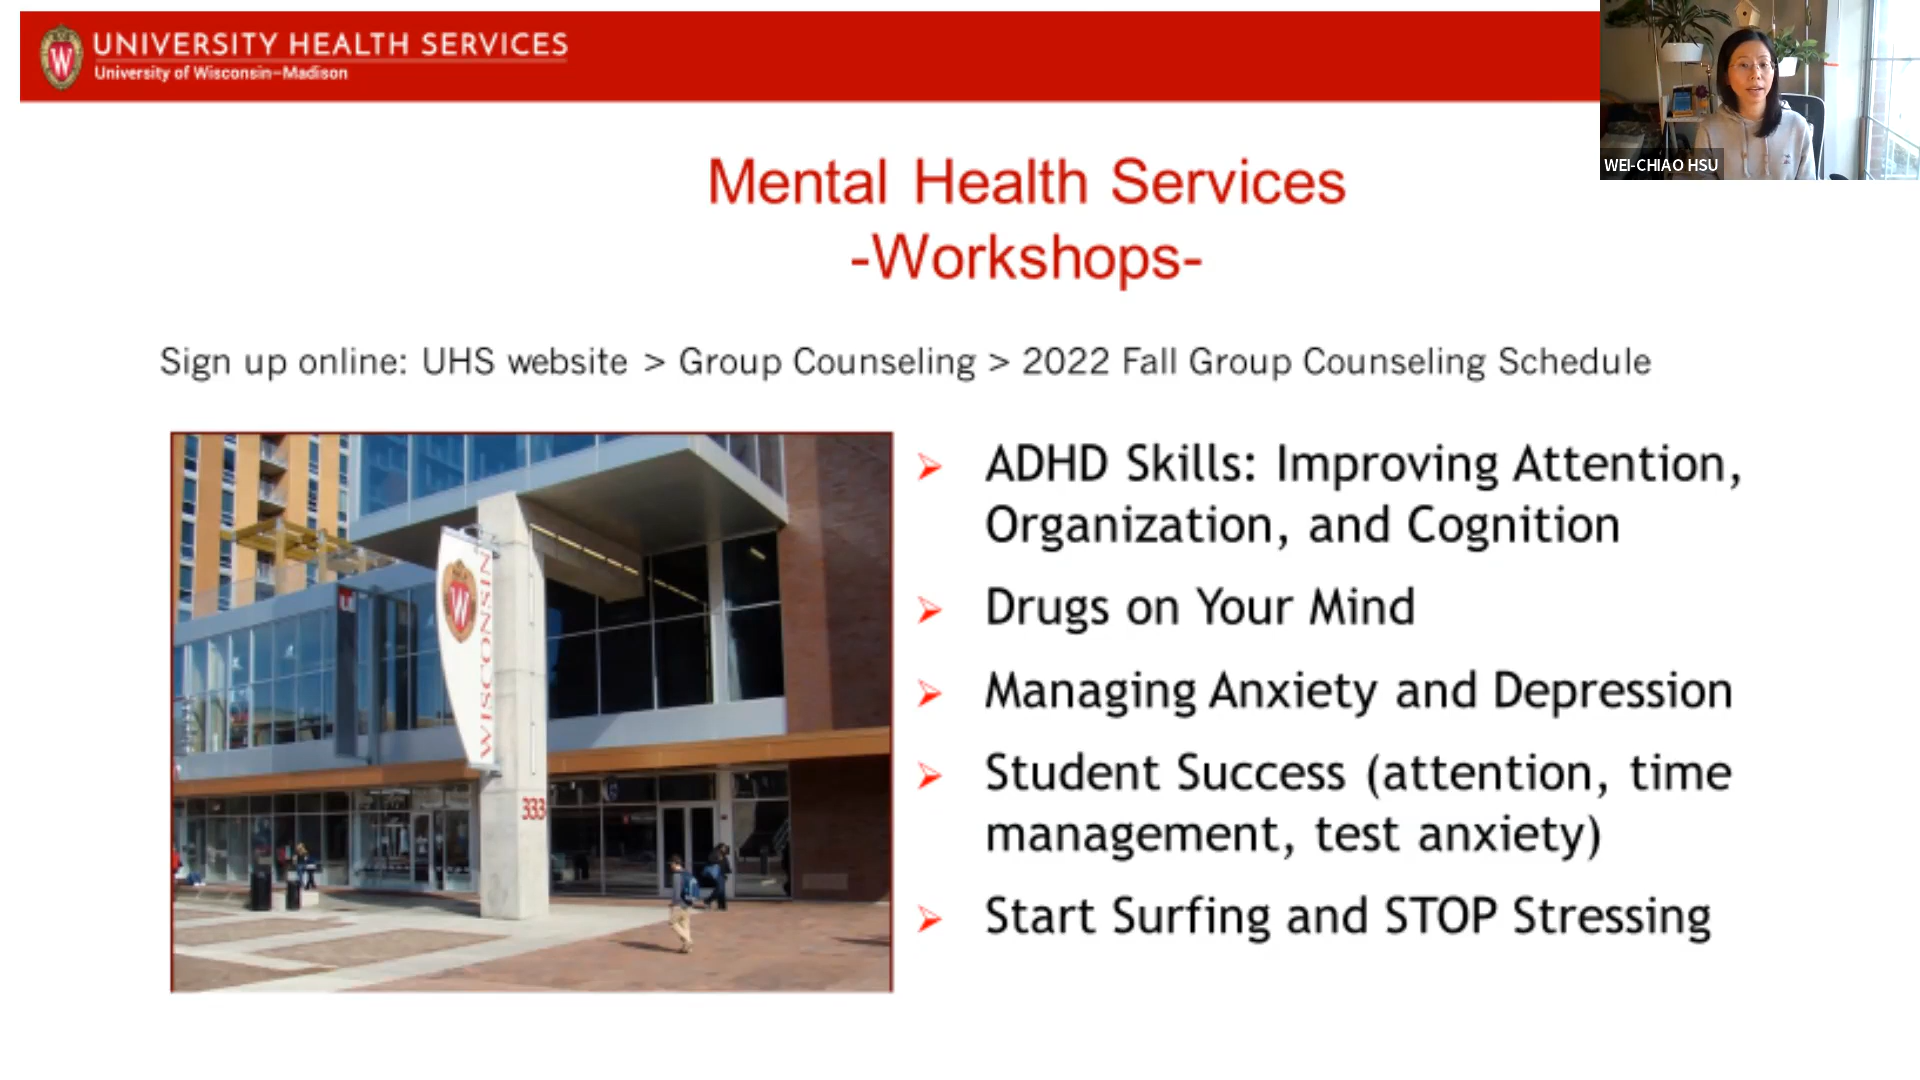 UNIVERSITY HEALTH SERVICES
University of Wisconsin–Madison
WEI-CHIAO HSU
Mental Health Services
-Workshops-
Sign up online: UHS website > Group Counseling > 2022 Fall Group Counseling Schedule
WISCONSIN
W
333
ADHD Skills: Improving Attention,
Organization, and Cognition
Drugs on Your Mind
Managing Anxiety and Depression
Student Success (attention, time
management, test anxiety)
Start Surfing and STOP Stressing